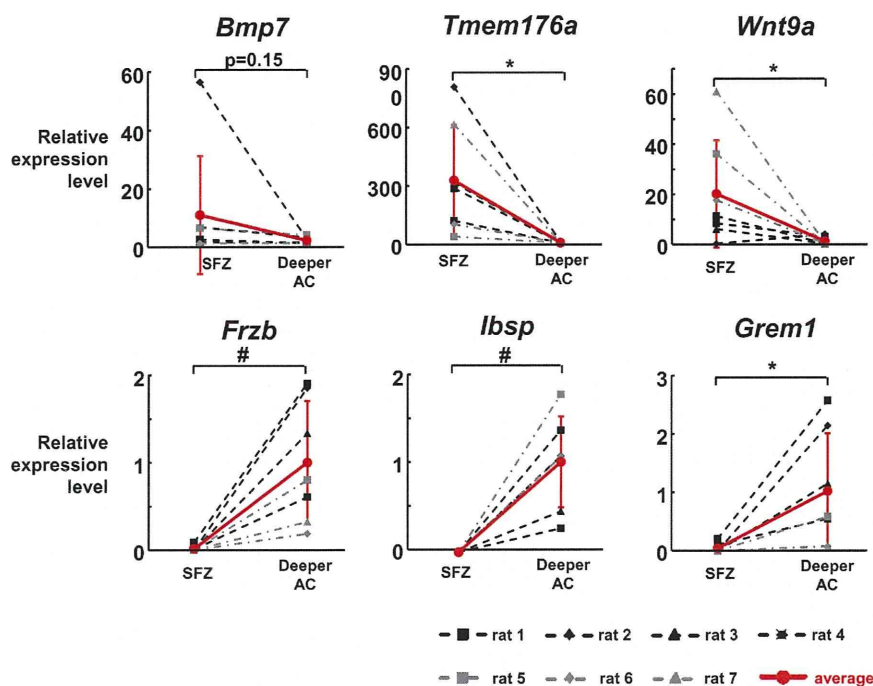 Bmp7
Tmem176a
Wnt9a
p=0.15
*
*
Relative
expression
level
60
40
20
0
SFZ
Deeper
AC
90
0
600
300
0
SFZ
Deeper
AC
60
40
20
0
SFZ
Deeper
AC
Frzb
Ibsp
Grem1
#
#
*
Relative
expression
level
2
1
0
SFZ
Deeper
AC
2
1
0
SFZ
Deeper
AC
3
2
1
0
SFZ
Deeper
AC
rat 1
rat 2
rat 3
rat 4
rat 5
rat 6
rat 7
average